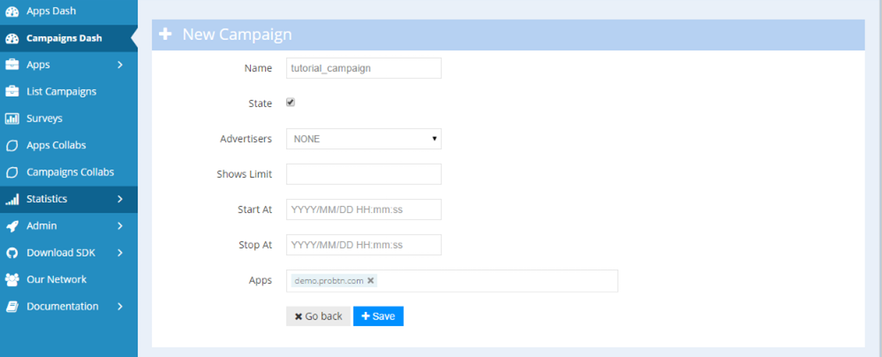 Apps Dash
Campaigns Dash
Apps
List Campaigns
Surveys
Apps Collabs
Campaigns Collabs
Statistics
Admin
Download SDK
Our Network
Documentation
New Campaign
Name tutorial_campaign
State
Advertisers NONE
Shows Limit
Start At YYYY/MM/DD HH:mm:ss
Stop At YYYY/MM/DD HH:mm:ss
Apps demo.probtn.com
Go back Save